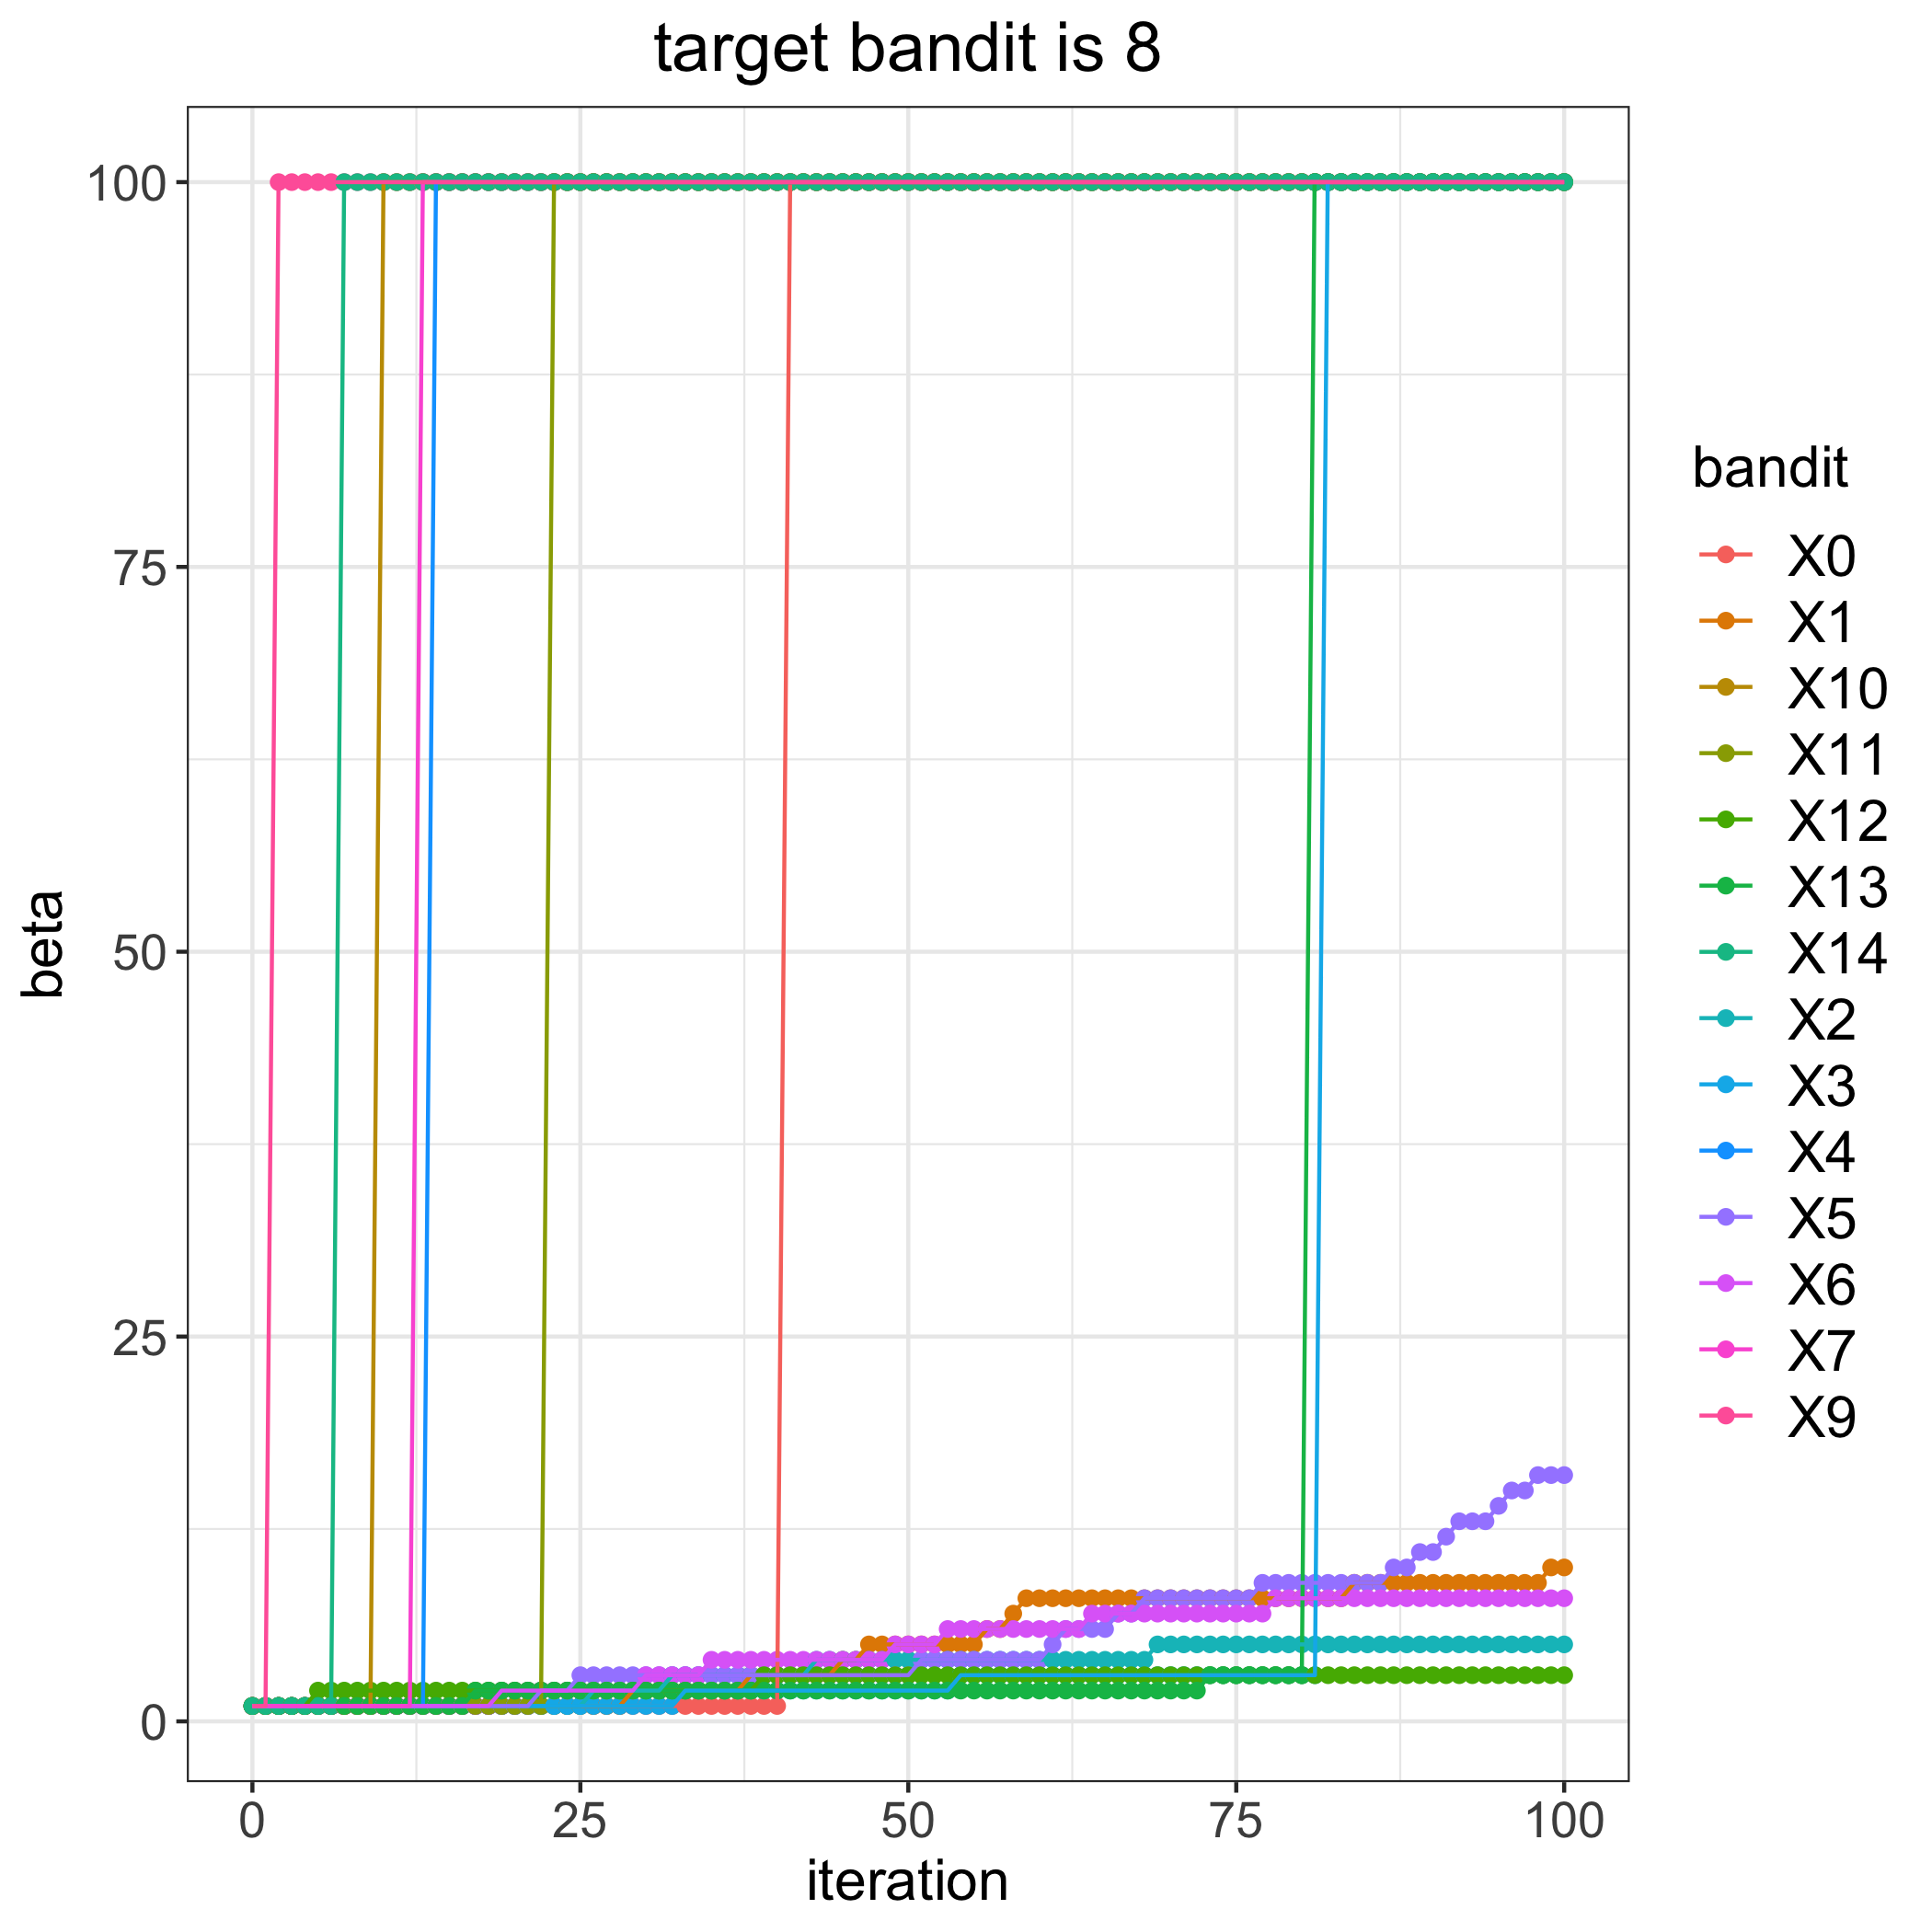 target bandit is 8
100
75
50
25
0
beta
0 25 50 75 100
iteration
bandit
X0
X1
X10
X11
X12
X13
X14
X2
X3
X4
X5
X6
X7
X9